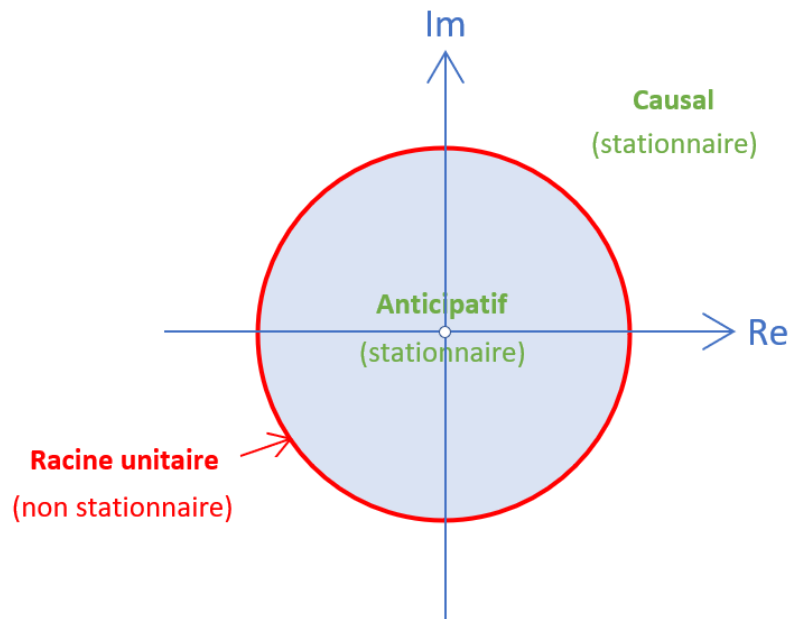 Im
Causal
(stationnaire)
Anticipatif
(stationnaire)
Re
Racine unitaire
(non stationnaire)